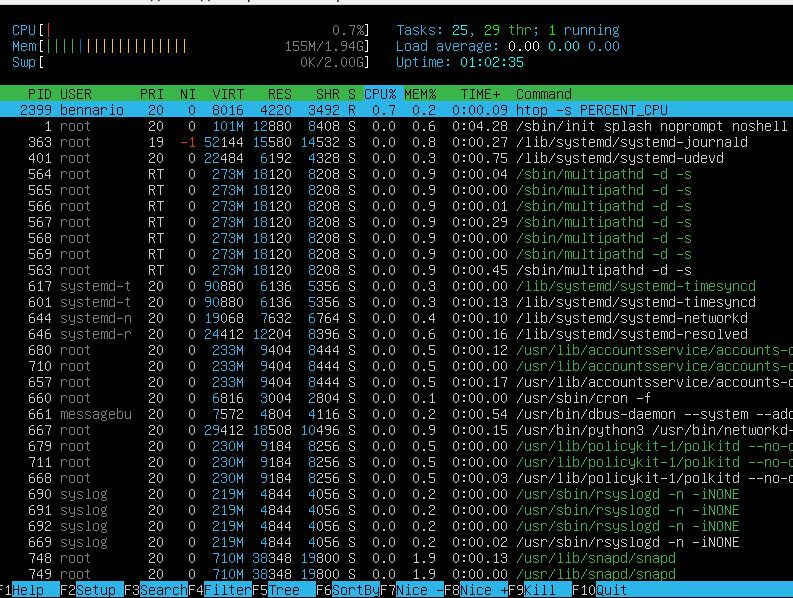 CPU[| 0.7%] Tasks: 25, 29 thr; 1 running
Mem[|||||||||||||||||| 155M/1.94G] Load average: 0.00 0.00 0.00
Swp[ 0K/2.00G] Uptime: 01:02:35
PID USER PRI NI VIRT RES SHR S CPU% MEM% TIME+ Command
2399 bennario 20 0 8016 4220 3492 R 0.7 0.2 0:00.09 htop -s PERCENT_CPU
1 root 20 0 101M 12880 8408 S 0.0 0.6 0:04.28 /sbin/init splash noprompt noshell
363 root 19 -1 52144 15580 14532 S 0.0 0.8 0:00.27 /lib/systemd/systemd-journald
401 root 20 0 22484 6192 4328 S 0.0 0.3 0:00.75 /lib/systemd/systemd-udevd
564 root RT 0 273M 18120 8208 S 0.0 0.9 0:00.04 /sbin/multipathd -d -s
565 root RT 0 273M 18120 8208 S 0.0 0.9 0:00.00 /sbin/multipathd -d -s
566 root RT 0 273M 18120 8208 S 0.0 0.9 0:00.01 /sbin/multipathd -d -s
567 root RT 0 273M 18120 8208 S 0.0 0.9 0:00.29 /sbin/multipathd -d -s
568 root RT 0 273M 18120 8208 S 0.0 0.9 0:00.00 /sbin/multipathd -d -s
569 root RT 0 273M 18120 8208 S 0.0 0.9 0:00.00 /sbin/multipathd -d -s
563 root RT 0 273M 18120 8208 S 0.0 0.9 0:00.45 /sbin/multipathd -d -s
617 systemd-t 20 0 90880 6136 5356 S 0.0 0.3 0:00.00 /lib/systemd/systemd-timesyncd
601 systemd-t 20 0 90880 6136 5356 S 0.0 0.3 0:00.13 /lib/systemd/systemd-timesyncd
644 systemd-n 20 0 19068 7632 6764 S 0.0 0.4 0:00.10 /lib/systemd/systemd-networkd
646 systemd-r 20 0 24412 12204 8396 S 0.0 0.6 0:00.16 /lib/systemd/systemd-resolved
680 root 20 0 233M 9404 8444 S 0.0 0.5 0:00.12 /usr/lib/accountsservice/accounts-d
710 root 20 0 233M 9404 8444 S 0.0 0.5 0:00.00 /usr/lib/accountsservice/accounts-d
657 root 20 0 233M 9404 8444 S 0.0 0.5 0:00.17 /usr/lib/accountsservice/accounts-d
660 root 20 0 6816 3004 2804 S 0.0 0.1 0:00.00 /usr/sbin/cron -f
661 messagebu 20 0 7572 4804 4116 S 0.0 0.2 0:00.54 /usr/bin/dbus-daemon --system --add
667 root 20 0 29412 18508 10496 S 0.0 0.9 0:00.15 /usr/bin/python3 /usr/bin/networkd-
679 root 20 0 230M 9184 8256 S 0.0 0.5 0:00.00 /usr/lib/policykit-1/polkitd --no-d
711 root 20 0 230M 9184 8256 S 0.0 0.5 0:00.00 /usr/lib/policykit-1/polkitd --no-d
668 root 20 0 230M 9184 8256 S 0.0 0.5 0:00.03 /usr/lib/policykit-1/polkitd --no-d
690 syslog 20 0 219M 4844 4056 S 0.0 0.2 0:00.00 /usr/sbin/rsyslogd -n -iNONE
691 syslog 20 0 219M 4844 4056 S 0.0 0.2 0:00.00 /usr/sbin/rsyslogd -n -iNONE
692 syslog 20 0 219M 4844 4056 S 0.0 0.2 0:00.00 /usr/sbin/rsyslogd -n -iNONE
669 syslog 20 0 219M 4844 4056 S 0.0 0.2 0:00.02 /usr/sbin/rsyslogd -n -iNONE
748 root 20 0 710M 38348 19800 S 0.0 1.9 0:00.13 /usr/lib/snapd/snapd
749 root 20 0 710M 38348 19800 S 0.0 1.9 0:00.00 /usr/lib/snapd/snapd
F1Help F2Setup F3SearchF4FilterF5Tree F6SortByF7Nice -F8Nice +F9Kill F10Quit